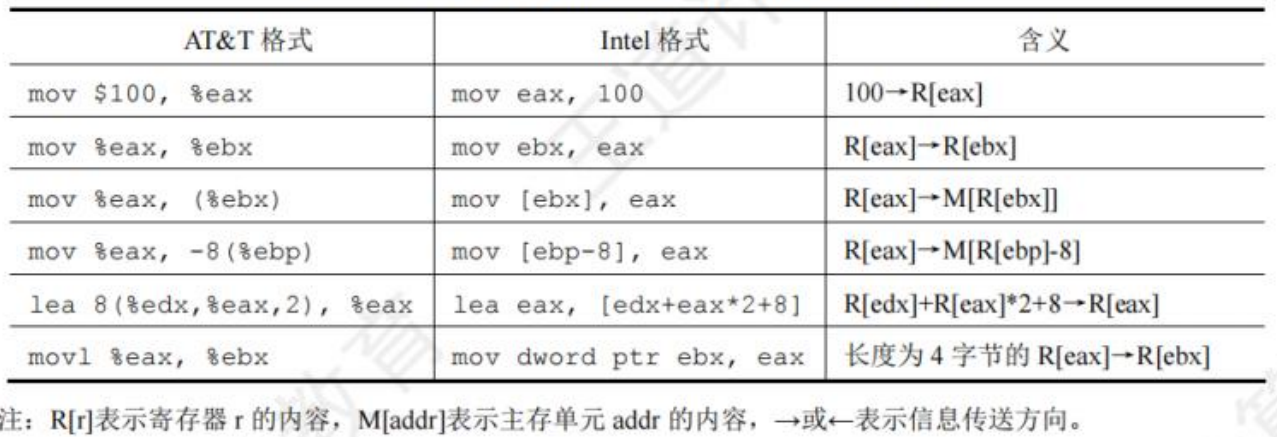 AT&T 格式 Intel 格式 含义
mov $100, %eax mov eax, 100 100→R[eax]
mov %eax, %ebx mov ebx, eax R[eax]→R[ebx]
mov %eax, (%ebx) mov [ebx], eax R[eax]→M[R[ebx]]
mov %eax, -8(%ebp) mov [ebp-8], eax R[eax]→M[R[ebp]-8]
lea 8(%edx,%eax,2), %eax lea eax, [edx+eax*2+8] R[edx]+R[eax]*2+8→R[eax]
movl %eax, %ebx mov dword ptr ebx, eax 长度为 4 字节的 R[eax]→R[ebx]
注：R[r]表示寄存器 r 的内容，M[addr]表示主存单元 addr 的内容，→或←表示信息传送方向。